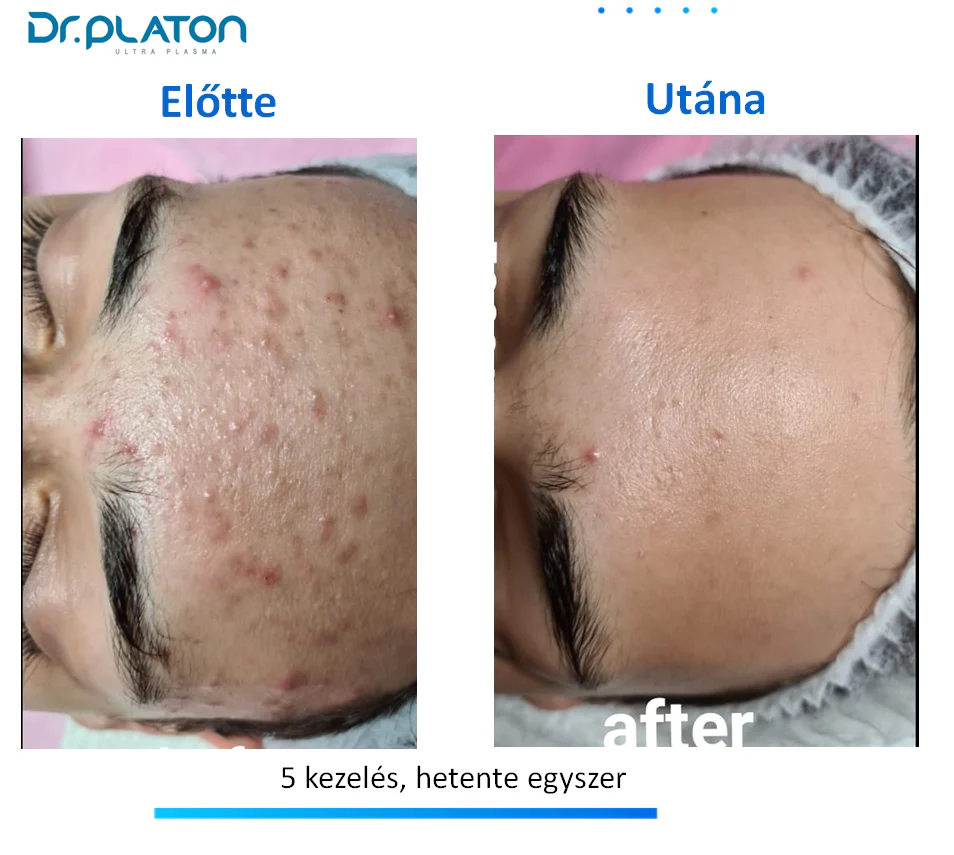 Dr.PLATON
ULTRA PLASMA
Előtte
Utána
after
5 kezelés, hetente egyszer